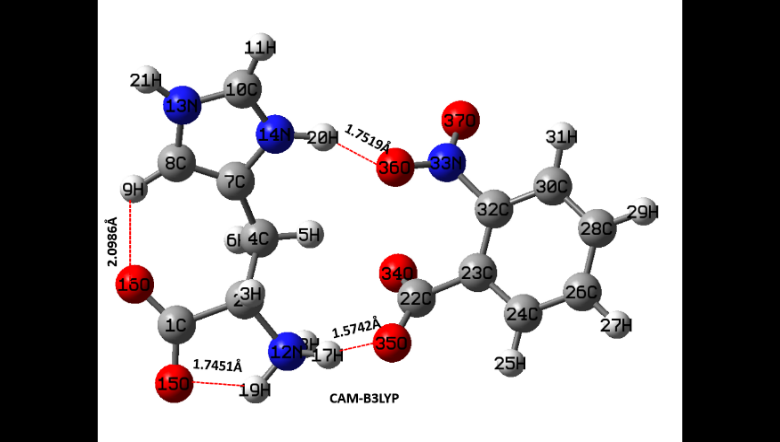 11H
21H
10C
13N
37O
14N
20H
1.7519Å
31H
8C
36O
33N
9H
7C
30C
32C
29H
28C
2.0986Å
6H
4C
5H
34O
23C
16O
3H
22C
26C
1C
24C
27H
1.5742Å
12N
17H
35O
1.7451Å
15O
19H
25H
CAM-B3LYP